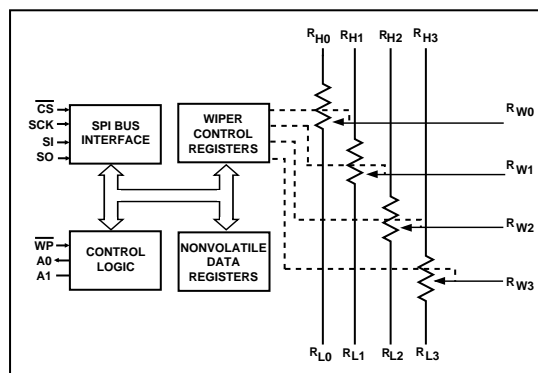 RH0 RH1 RH2 RH3
CS
SCK
SI
SO
SPI BUS
INTERFACE
WIPER
CONTROL
REGISTERS
RW0
RW1
RW2
RW3
WP
A0
A1
CONTROL
LOGIC
NONVOLATILE
DATA
REGISTERS
RL0 RL1 RL2 RL3